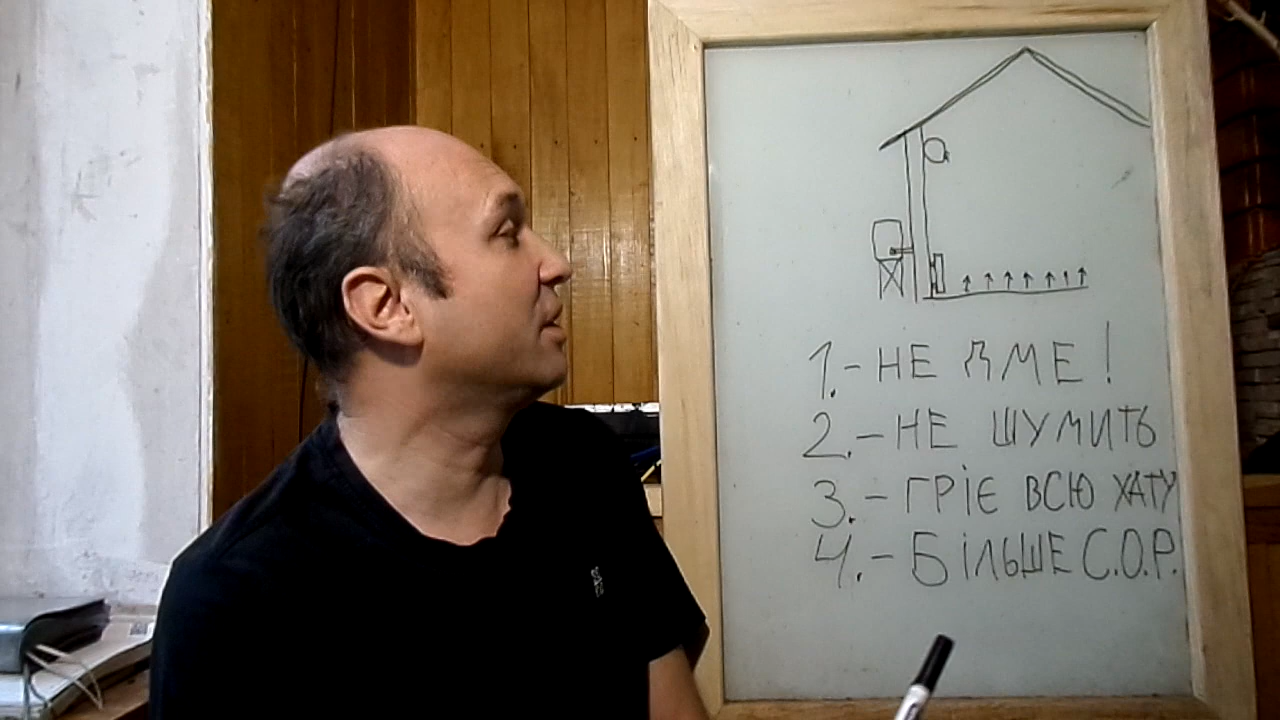 1.- НЕ ДМЕ!
2.- НЕ ШУМИТЬ
3.- ГРІЄ ВСЮ ХАТУ
4.- БІЛЬШЕ С.О.Р.